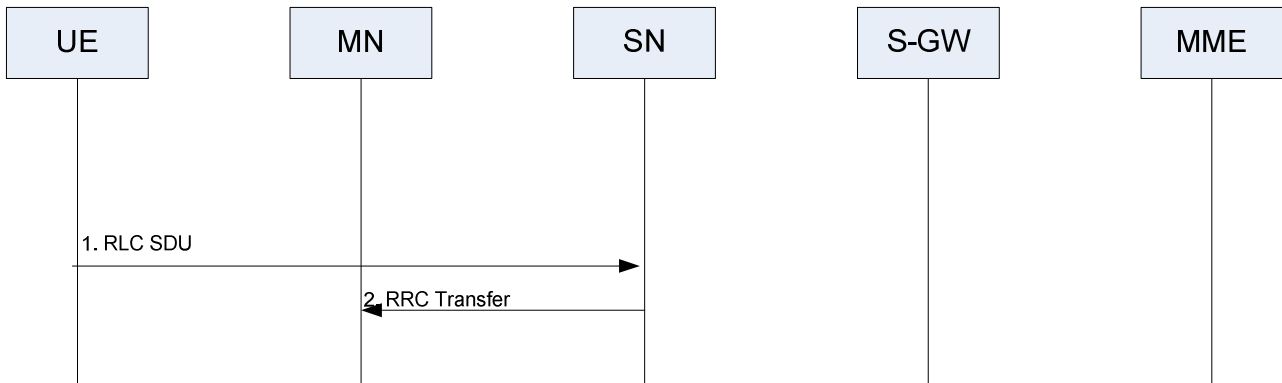 UE
MN
SN
S-GW
MME
1. RLC SDU
2. RRC Transfer